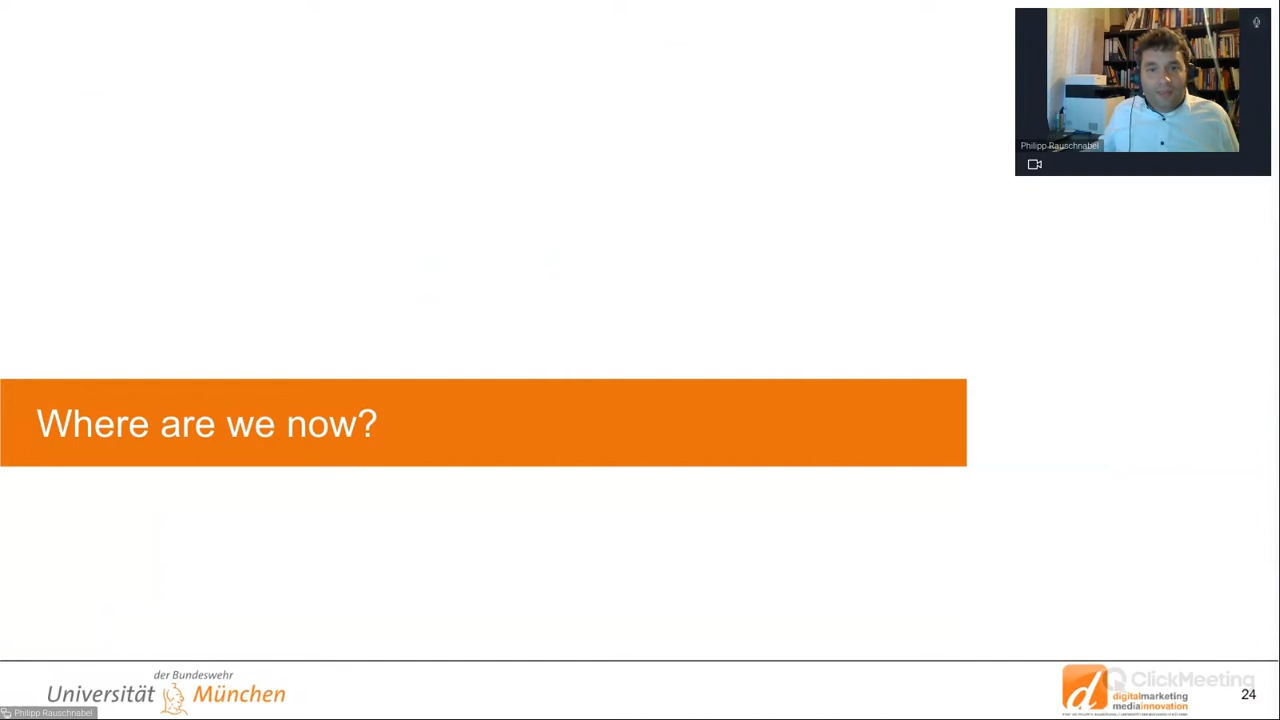 Philipp Rauschnabel
Where are we now?
der Bundeswehr
Universität München
Philipp Rauschnabel
d
digitalmarketing
mediainnovation
ClickMeeting
24